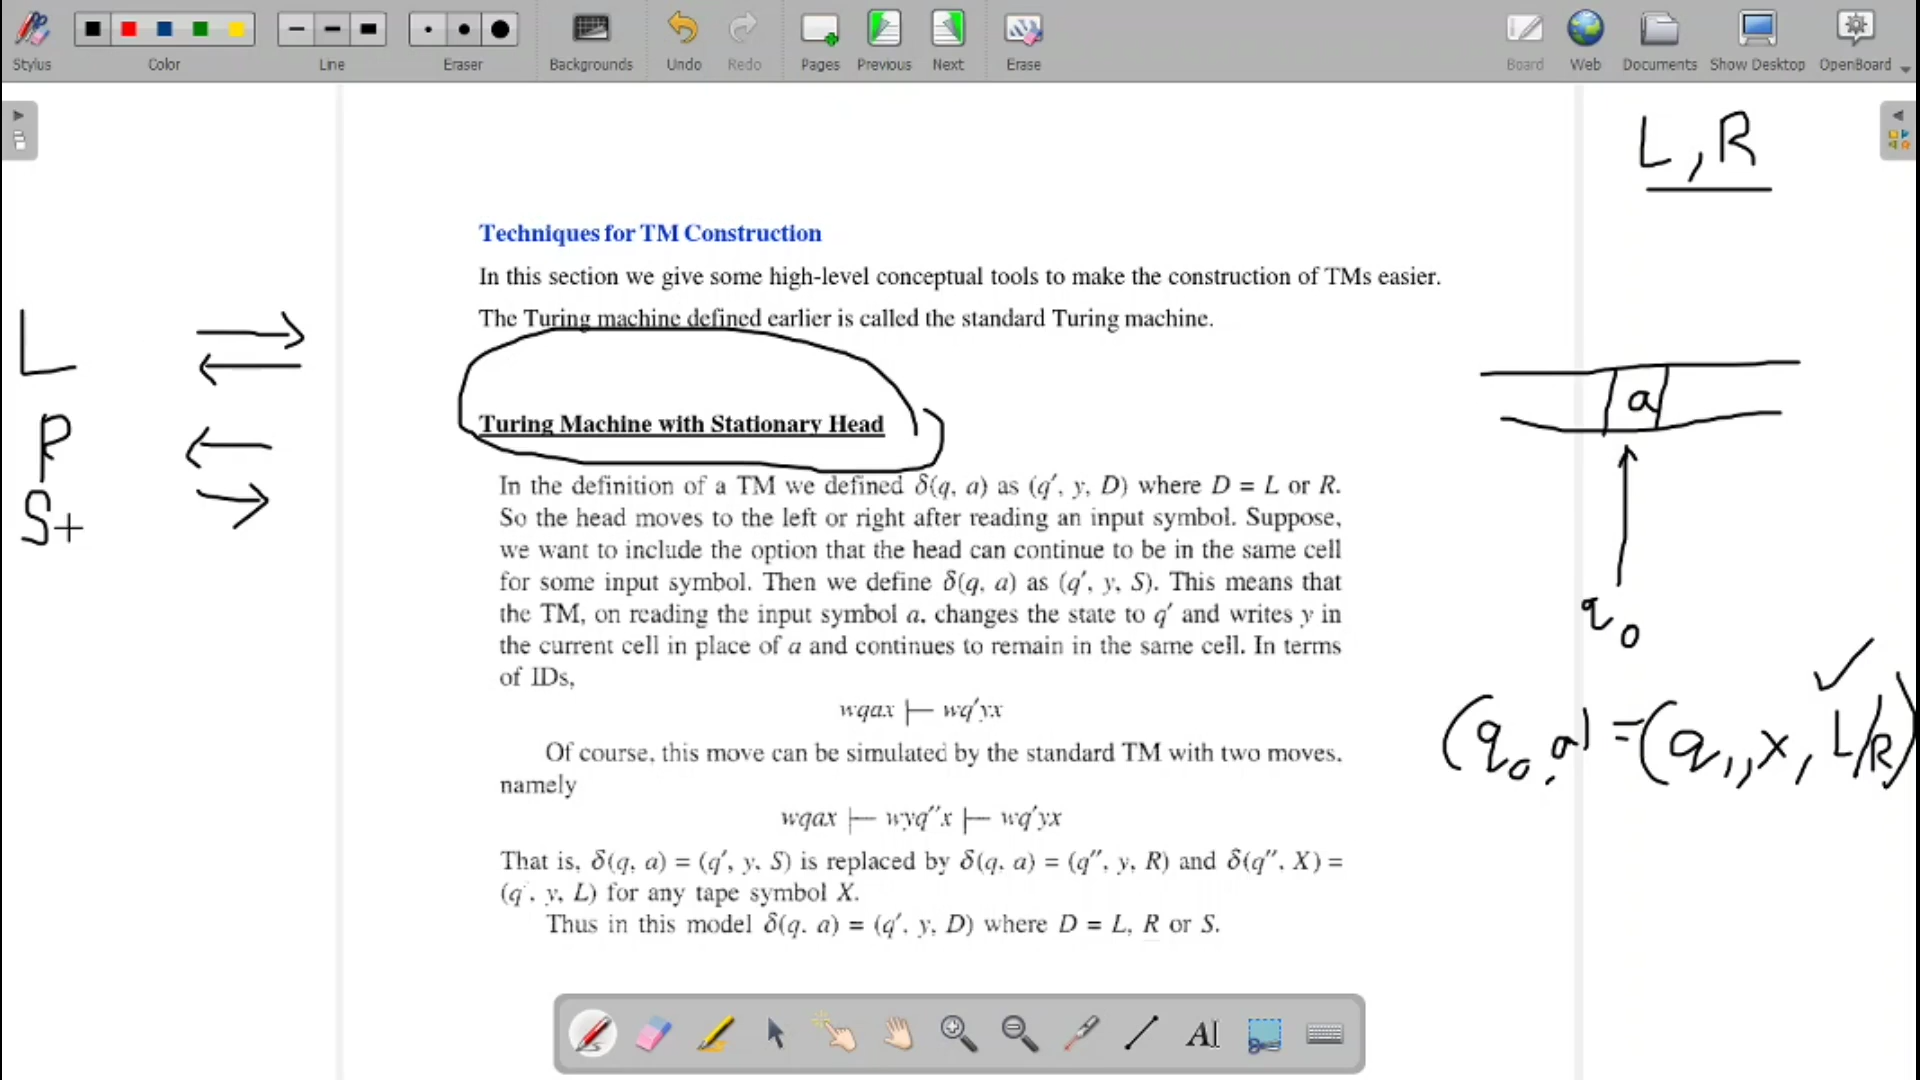 Stylus Color Line Eraser Backgrounds Undo Redo Pages Previous Next Erase Board Web Documents Show Desktop OpenBoard
L, R
Techniques for TM Construction
In this section we give some high-level conceptual tools to make the construction of TMs easier.
The Turing machine defined earlier is called the standard Turing machine.
L
R
St
a
Turing Machine with Stationary Head
In the definition of a TM we defined δ(q, a) as (q′, y, D) where D = L or R.
So the head moves to the left or right after reading an input symbol. Suppose,
we want to include the option that the head can continue to be in the same cell
for some input symbol. Then we define δ(q, a) as (q′, y, S). This means that
the TM, on reading the input symbol a, changes the state to q′ and writes y in
the current cell in place of a and continues to remain in the same cell. In terms
of IDs,
q0
wqax ⊢ wq′yx
(q0, a) = (q1, x, L/R)
Of course, this move can be simulated by the standard TM with two moves,
namely
wqax ⊢ wyq″x ⊢ wq′yx
That is, δ(q, a) = (q′, y, S) is replaced by δ(q, a) = (q″, y, R) and δ(q″, X) =
(q′, y, L) for any tape symbol X.
Thus in this model δ(q, a) = (q′, y, D) where D = L, R or S.